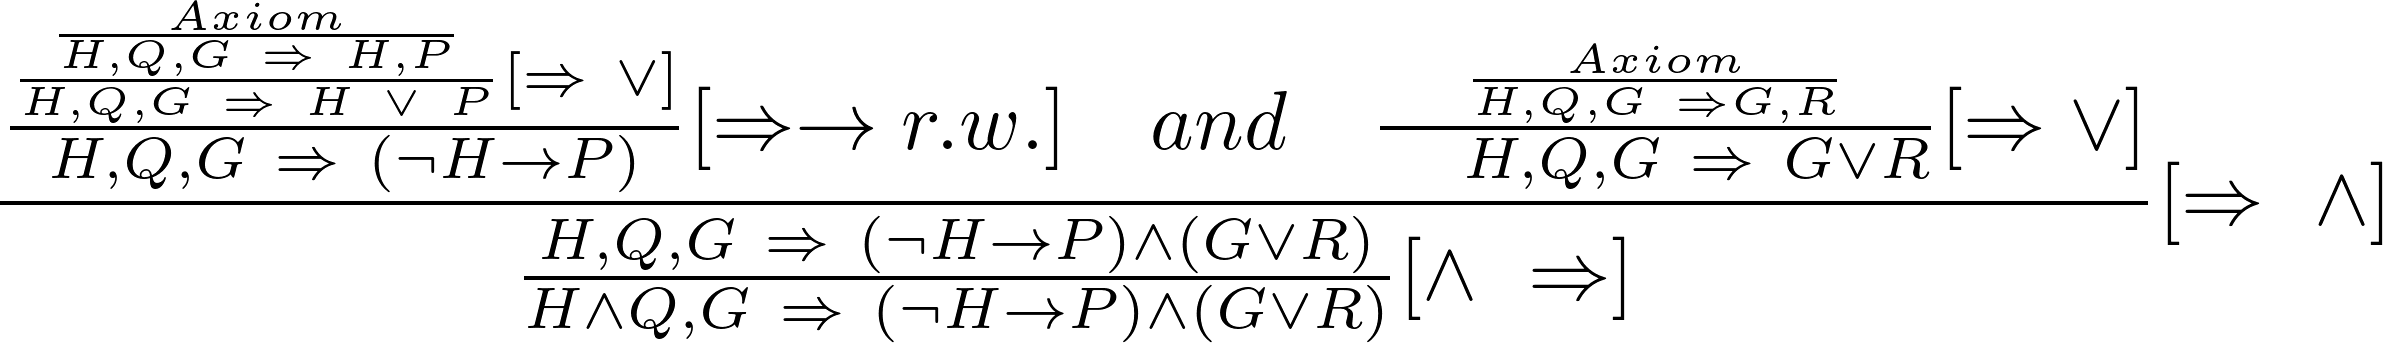 Axiom
H,Q,G ⇒ H,P
H,Q,G ⇒ H ∨ P [⇒ ∨]
H,Q,G ⇒ (¬H→P) [⇒→ r.w.] and
Axiom
H,Q,G ⇒G,R
H,Q,G ⇒ G∨R [⇒ ∨]
[⇒ ∧]
H,Q,G ⇒ (¬H→P)∧(G∨R)
H∧Q,G ⇒ (¬H→P)∧(G∨R) [∧ ⇒]